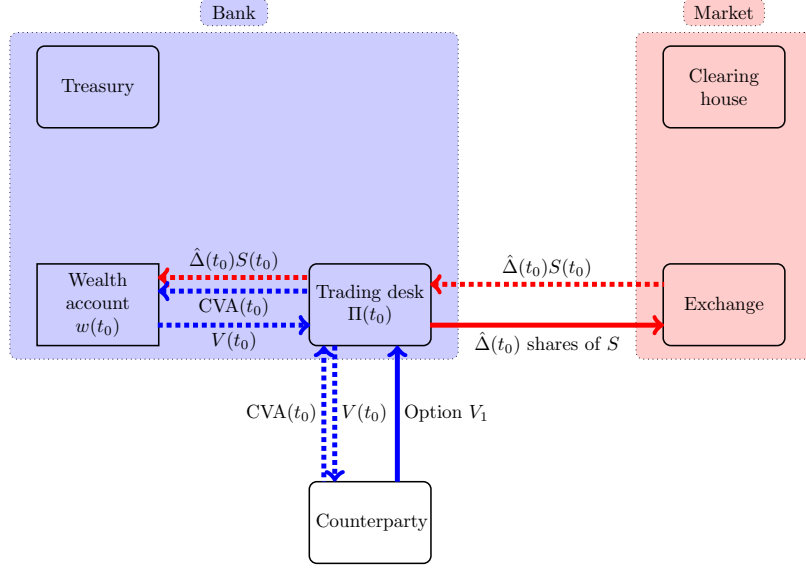 Bank
Market
Treasury
Clearing
house
Δ̂(t₀)S(t₀)
Δ̂(t₀)S(t₀)
Wealth
account
w(t₀)
CVA(t₀)
V(t₀)
Trading desk
Π(t₀)
Exchange
Δ̂(t₀) shares of S
CVA(t₀)
V(t₀)
Option V₁
Counterparty